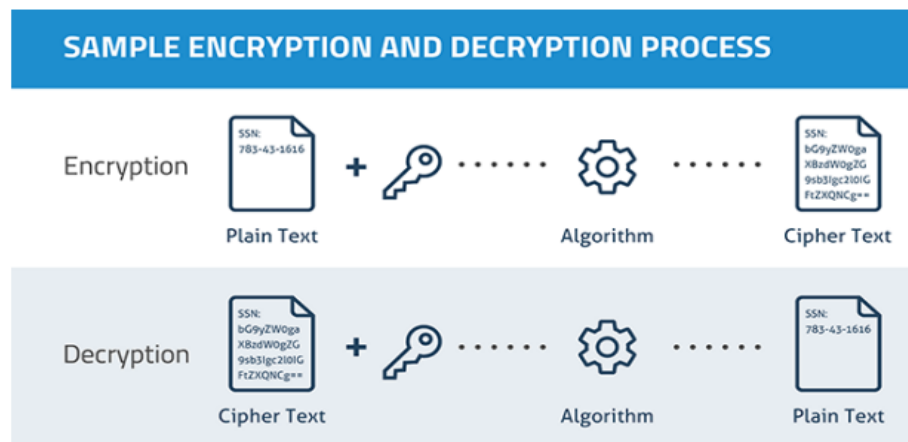 SAMPLE ENCRYPTION AND DECRYPTION PROCESS
Encryption
SSN:
783-43-1616
+
Plain Text
Algorithm
SSN:
bG9yZW0ga
XBzdW0gZG
9sb3Igc2l0IG
FtZXQNCg==
Cipher Text
Decryption
SSN:
bG9yZW0ga
XBzdW0gZG
9sb3Igc2l0IG
FtZXQNCg==
+
Cipher Text
Algorithm
SSN:
783-43-1616
Plain Text